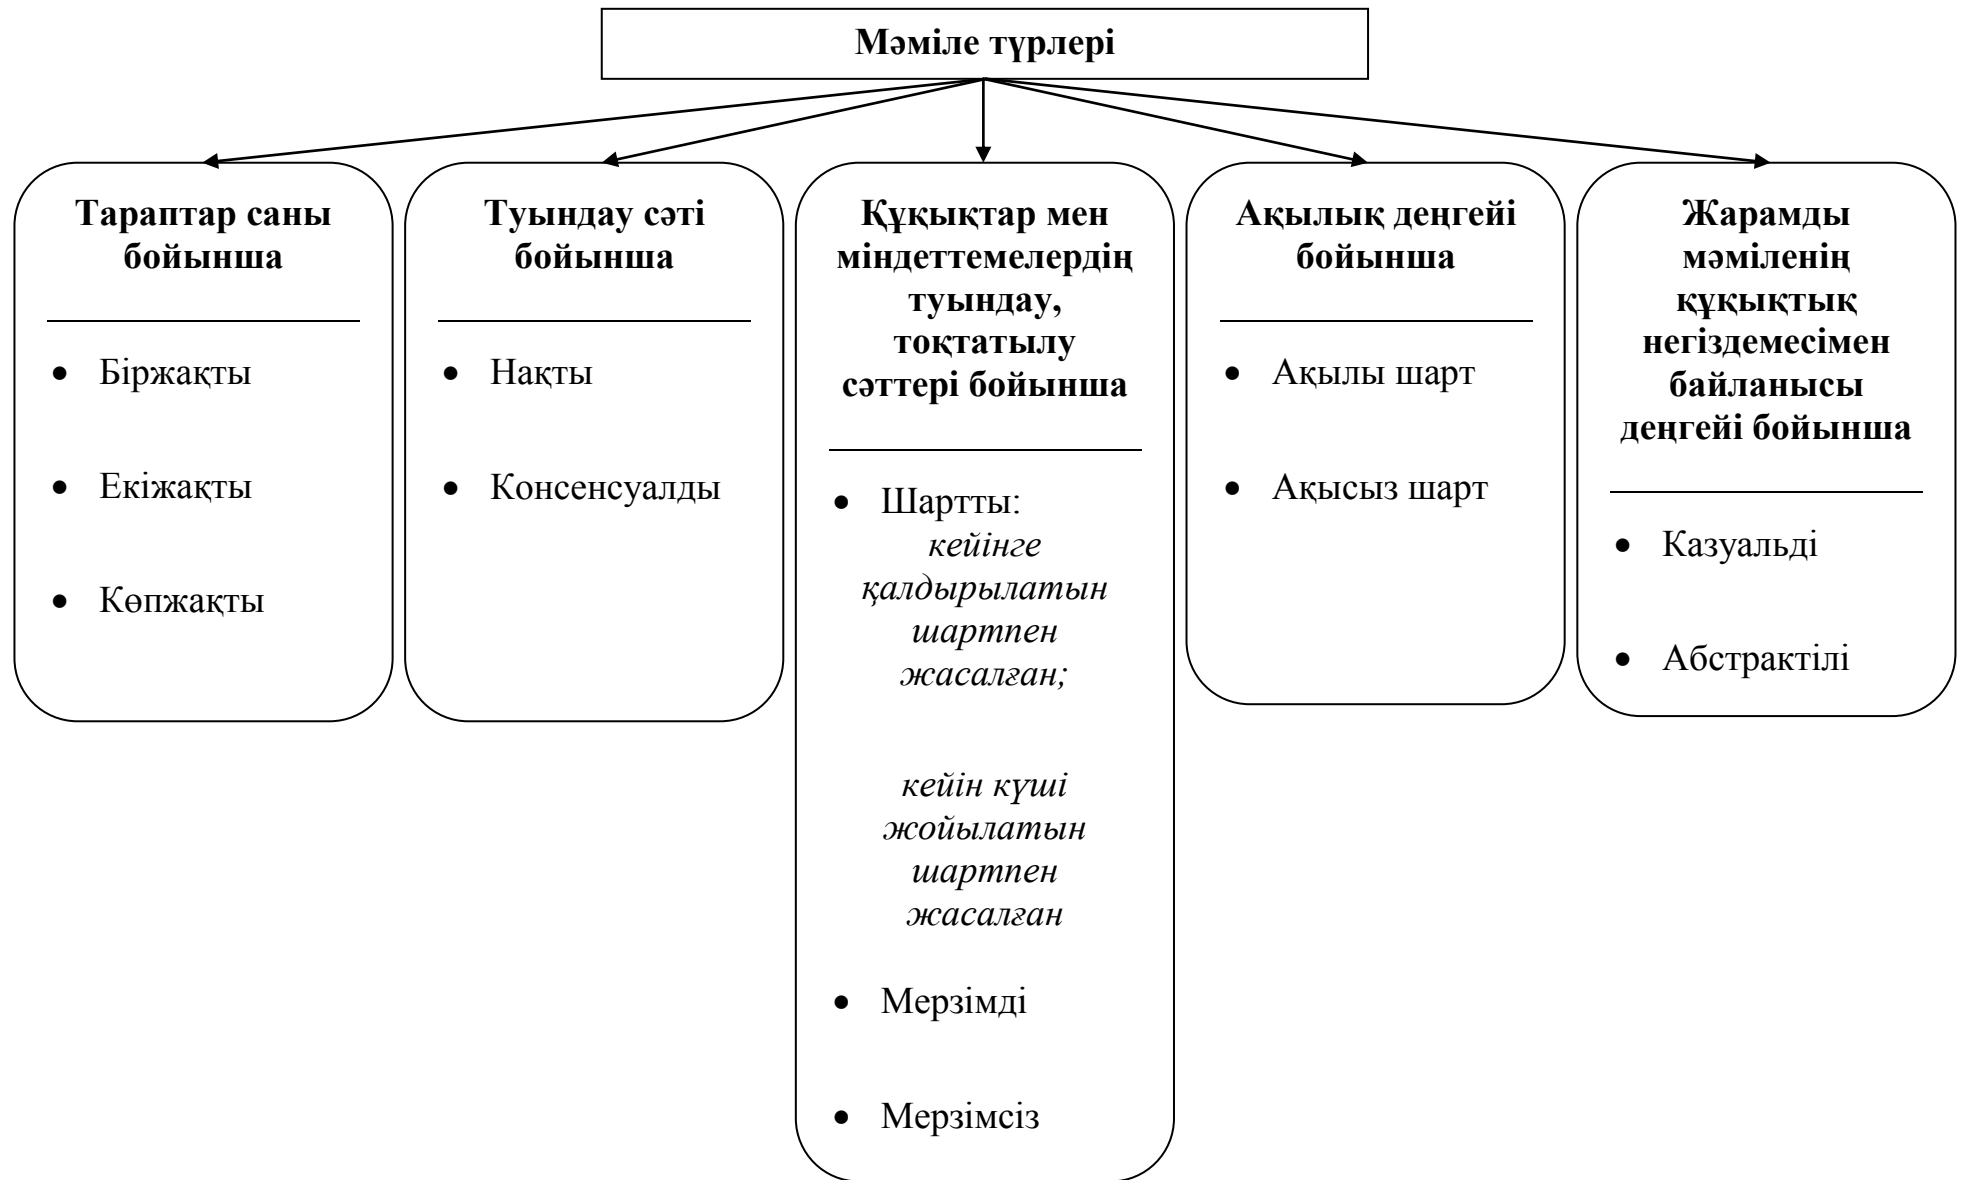 Мәміле түрлері
Тараптар саны
бойынша
• Біржақты
• Екіжақты
• Көпжақты
Туындау сәті
бойынша
• Нақты
• Консенсуалды
Құқықтар мен
міндеттемелердің
туындау,
тоқтатылу
сәттері бойынша
• Шартты:
кейінге
қалдырылатын
шартпен
жасалған;
кейін күші
жойылатын
шартпен
жасалған
• Мерзімді
• Мерзімсіз
Ақылық деңгейі
бойынша
• Ақылы шарт
• Ақысыз шарт
Жарамды
мәміленің
құқықтық
негіздемесімен
байланысы
деңгейі бойынша
• Казуальді
• Абстрактілі